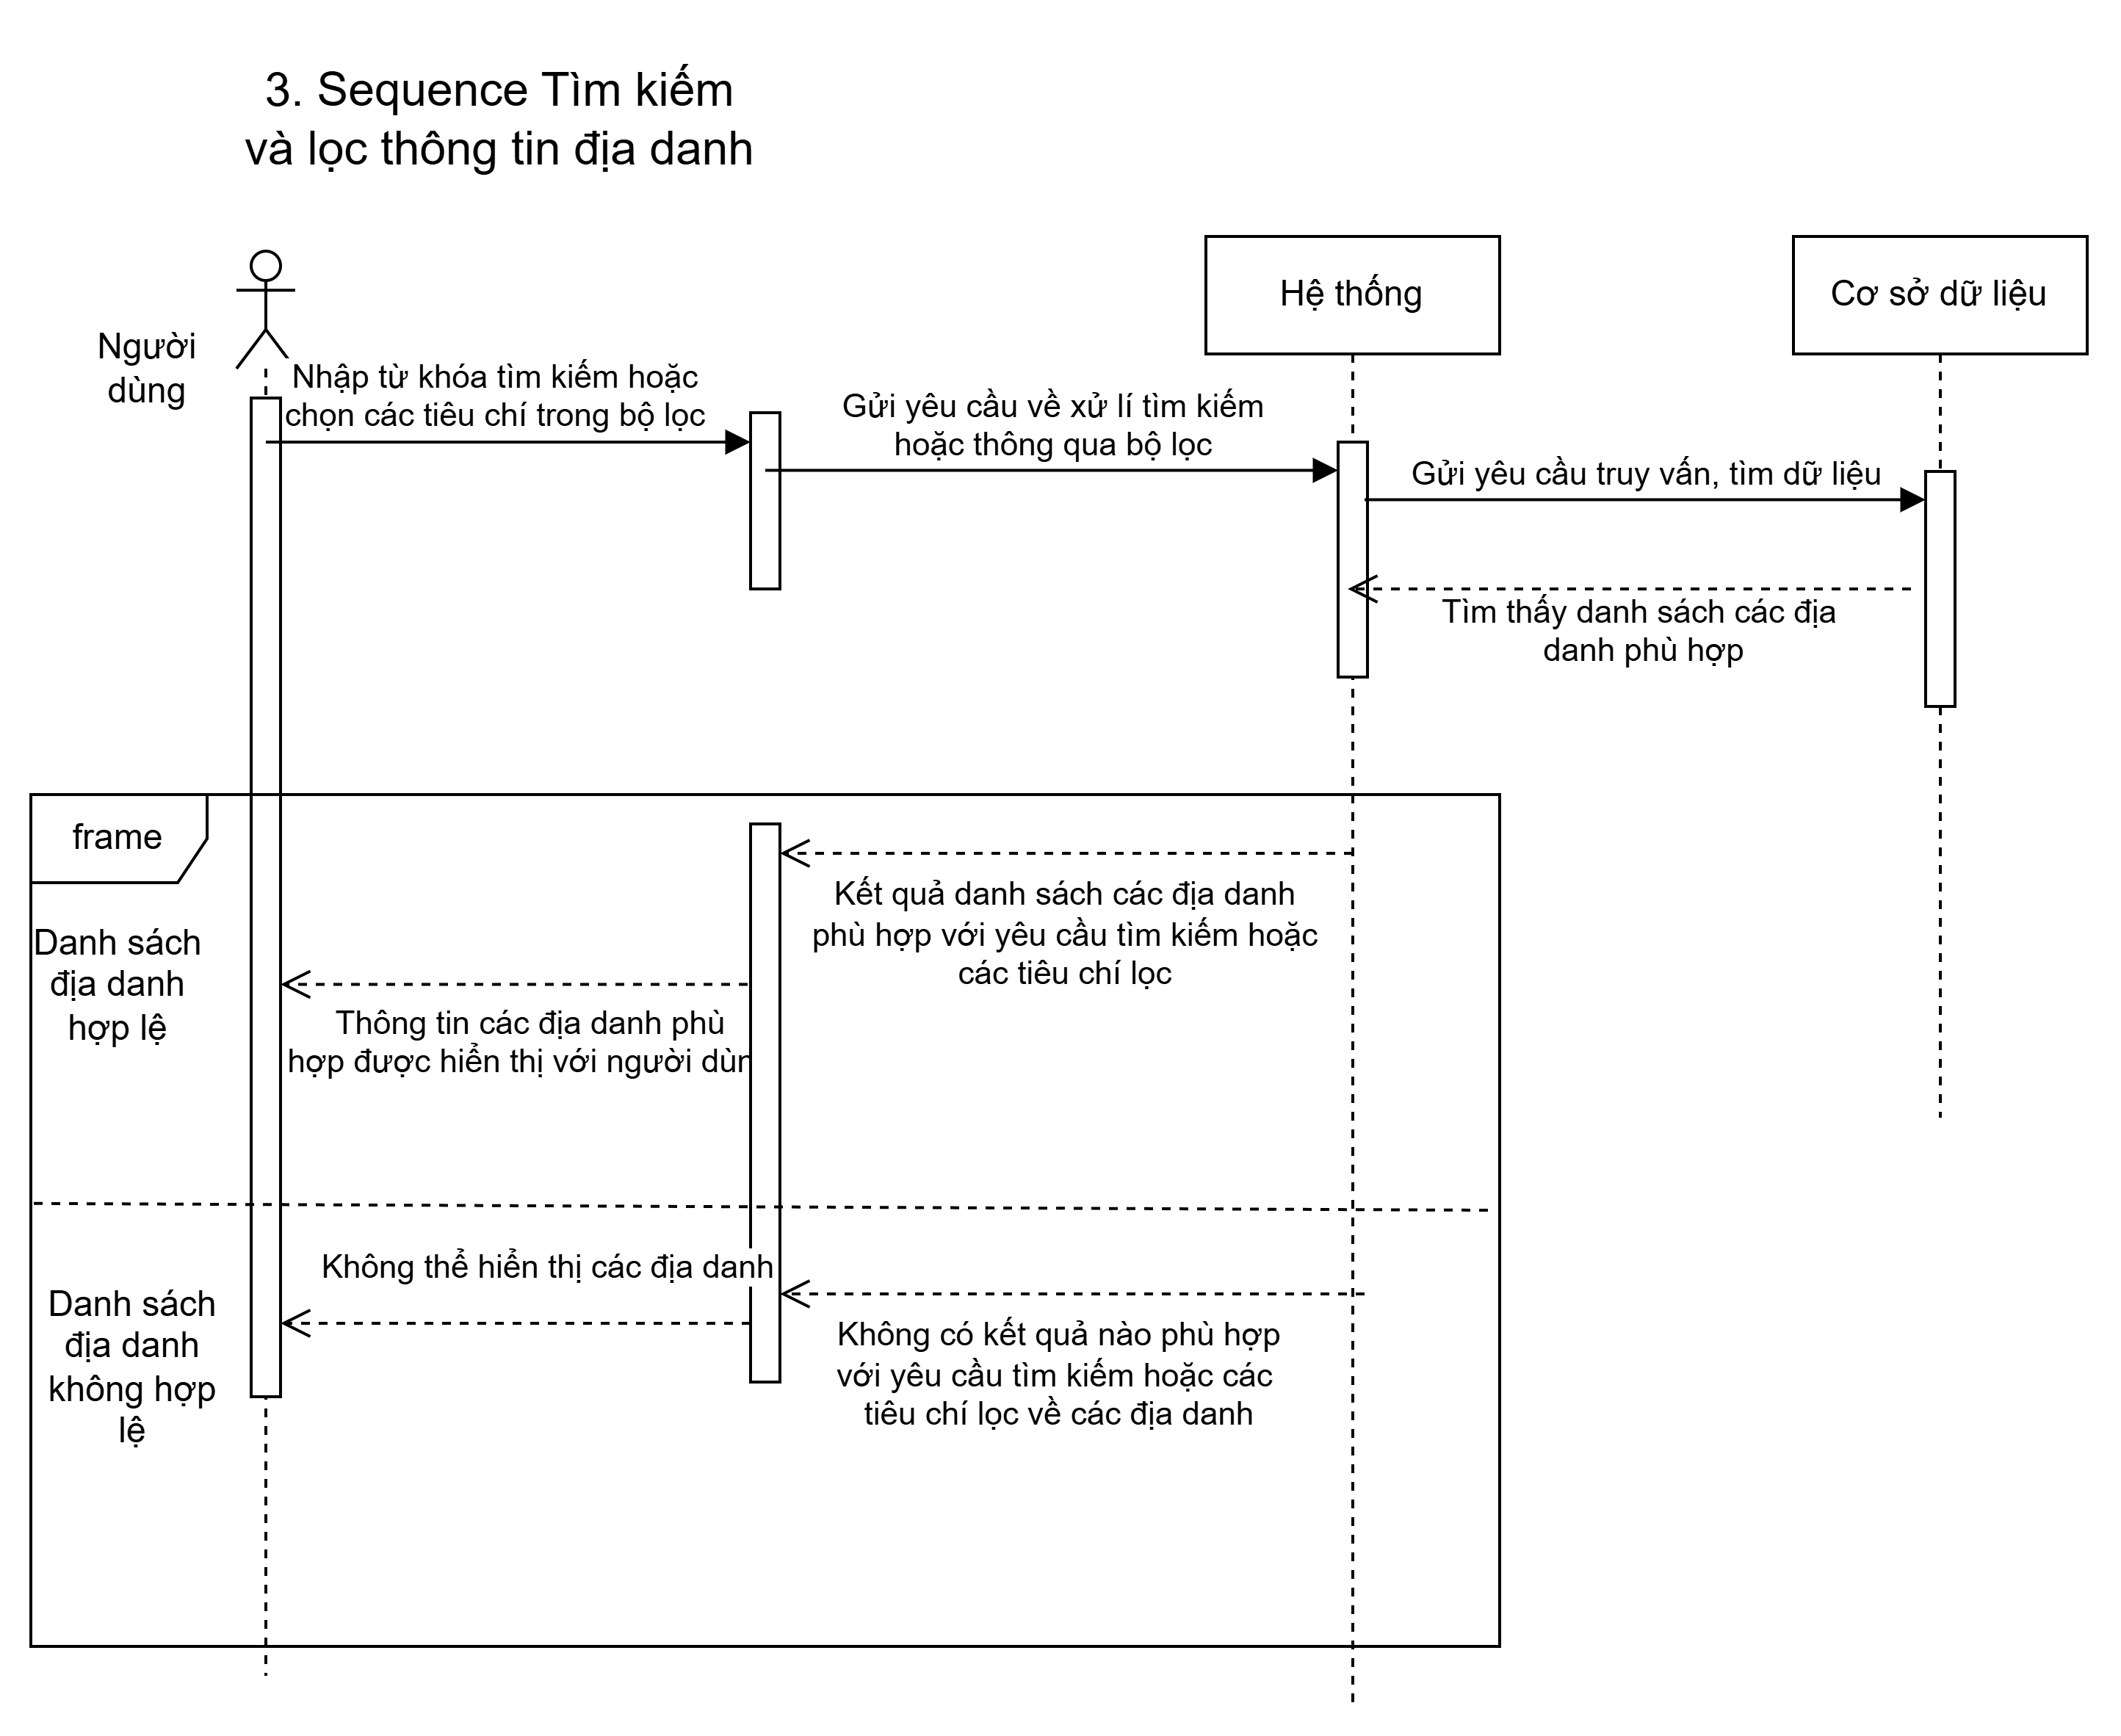 3. Sequence Tìm kiếm
và lọc thông tin địa danh
Người
dùng
Hệ thống
Cơ sở dữ liệu
Nhập từ khóa tìm kiếm hoặc
chọn các tiêu chí trong bộ lọc
Gửi yêu cầu về xử lí tìm kiếm
hoặc thông qua bộ lọc
Gửi yêu cầu truy vấn, tìm dữ liệu
Tìm thấy danh sách các địa
danh phù hợp
frame
Danh sách
địa danh
hợp lệ
Kết quả danh sách các địa danh
phù hợp với yêu cầu tìm kiếm hoặc
các tiêu chí lọc
Thông tin các địa danh phù
hợp được hiển thị với người dùn
Không thể hiển thị các địa danh
Danh sách
địa danh
không hợp
lệ
Không có kết quả nào phù hợp
với yêu cầu tìm kiếm hoặc các
tiêu chí lọc về các địa danh